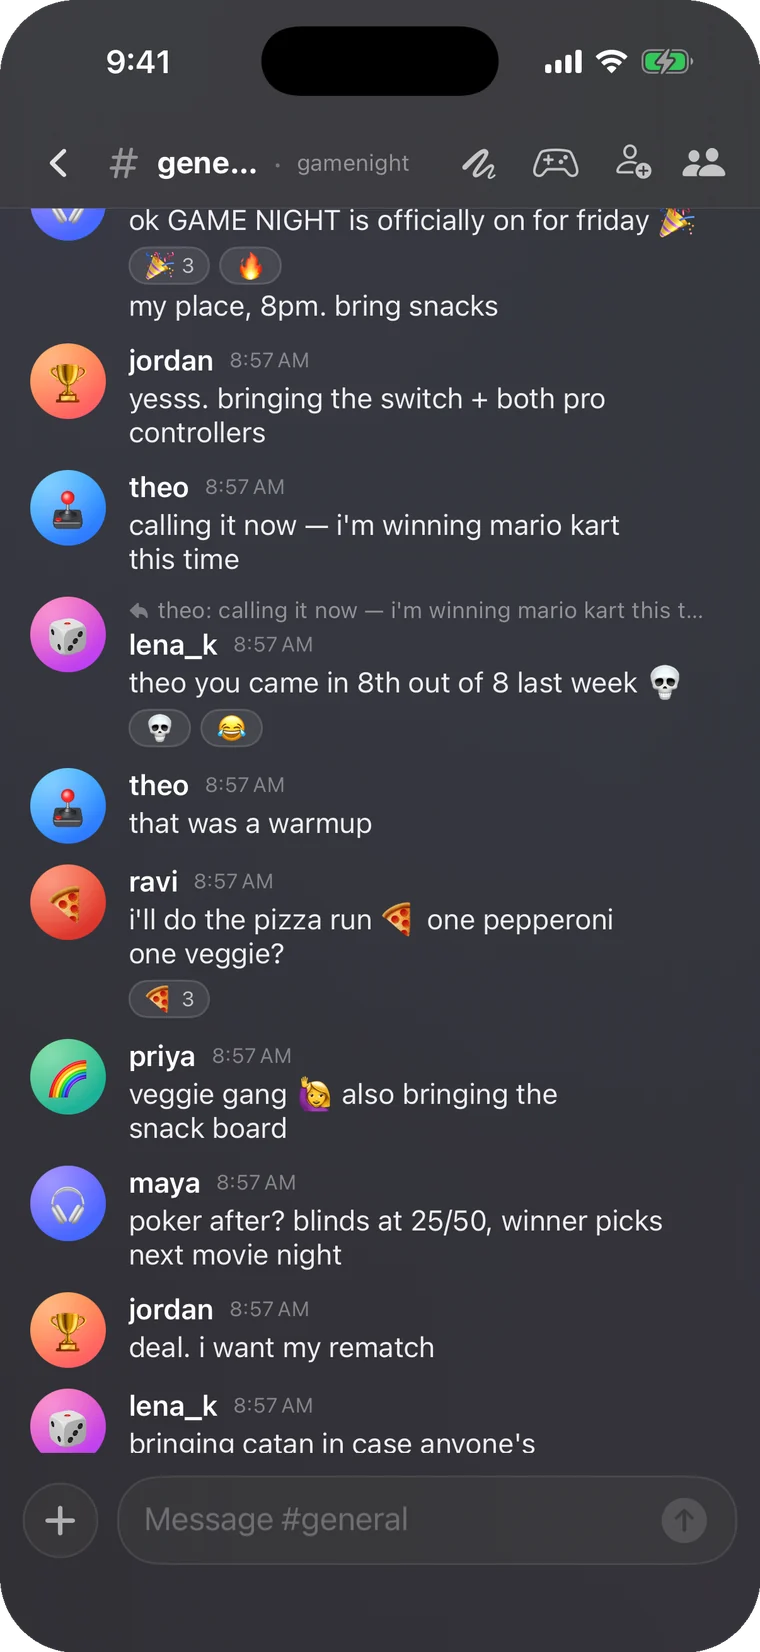 9:41
# gene... · gamenight
ok GAME NIGHT is officially on for friday 🎉
🎉 3 🔥
my place, 8pm. bring snacks
jordan 8:57 AM
yesss. bringing the switch + both pro
controllers
theo 8:57 AM
calling it now — i'm winning mario kart
this time
theo: calling it now — i'm winning mario kart this t...
lena_k 8:57 AM
theo you came in 8th out of 8 last week 💀
💀 😂
theo 8:57 AM
that was a warmup
ravi 8:57 AM
i'll do the pizza run 🍕 one pepperoni
one veggie?
🍕 3
priya 8:57 AM
veggie gang 🙋‍♀️ also bringing the
snack board
maya 8:57 AM
poker after? blinds at 25/50, winner picks
next movie night
jordan 8:57 AM
deal. i want my rematch
lena_k 8:57 AM
bringing catan in case anyone's
Message #general